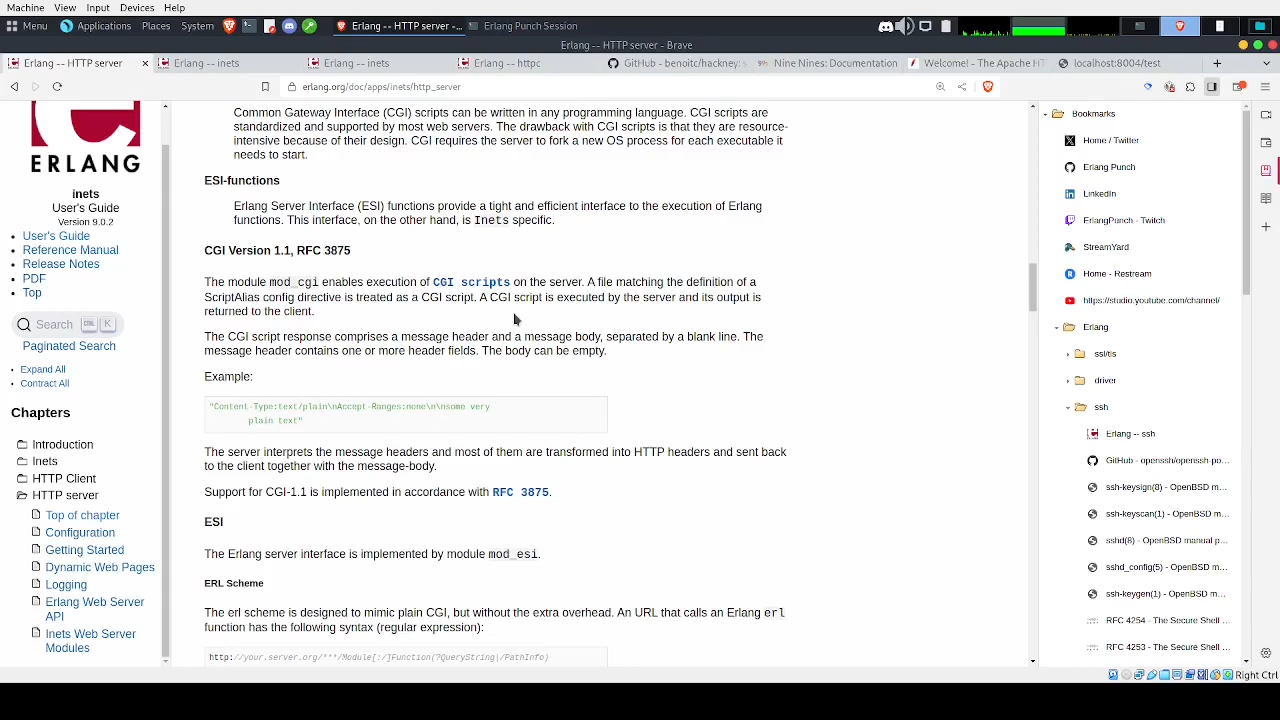 Machine View Input Devices Help
Menu Applications Places System Erlang -- HTTP server -... Erlang Punch Session
Erlang -- HTTP server - Brave
Erlang -- HTTP server Erlang -- inets Erlang -- inets Erlang -- httpc GitHub - benoitc/hackney: Nine Nines: Documentation Welcome! - The Apache HT localhost:8004/test
erlang.org/doc/apps/inets/http_server
ERLANG
inets
User's Guide
Version 9.0.2
User's Guide
Reference Manual
Release Notes
PDF
Top
Search CTRL K
Paginated Search
Expand All
Contract All
Chapters
Introduction
Inets
HTTP Client
HTTP server
Top of chapter
Configuration
Getting Started
Dynamic Web Pages
Logging
Erlang Web Server
API
Inets Web Server
Modules
Common Gateway Interface (CGI) scripts can be written in any programming language. CGI scripts are
standardized and supported by most web servers. The drawback with CGI scripts is that they are resource-
intensive because of their design. CGI requires the server to fork a new OS process for each executable it
needs to start.
ESI-functions
Erlang Server Interface (ESI) functions provide a tight and efficient interface to the execution of Erlang
functions. This interface, on the other hand, is Inets specific.
CGI Version 1.1, RFC 3875
The module mod_cgi enables execution of CGI scripts on the server. A file matching the definition of a
ScriptAlias config directive is treated as a CGI script. A CGI script is executed by the server and its output is
returned to the client.
The CGI script response comprises a message header and a message body, separated by a blank line. The
message header contains one or more header fields. The body can be empty.
Example:
"Content-Type:text/plain\nAccept-Ranges:none\n\nsome very
plain text"
The server interprets the message headers and most of them are transformed into HTTP headers and sent back
to the client together with the message-body.
Support for CGI-1.1 is implemented in accordance with RFC 3875.
ESI
The Erlang server interface is implemented by module mod_esi.
ERL Scheme
The erl scheme is designed to mimic plain CGI, but without the extra overhead. An URL that calls an Erlang erl
function has the following syntax (regular expression):
http://your.server.org/***/Module[:/]Function(?QueryString|/PathInfo)
Bookmarks
Home / Twitter
Erlang Punch
LinkedIn
ErlangPunch - Twitch
StreamYard
Home - Restream
https://studio.youtube.com/channel/
Erlang
ssl/tls
driver
ssh
Erlang -- ssh
GitHub - openssh/openssh-po...
ssh-keysign(8) - OpenBSD m...
ssh-keyscan(1) - OpenBSD m...
sshd(8) - OpenBSD manual p...
sshd_config(5) - OpenBSD m...
ssh-keygen(1) - OpenBSD m...
RFC 4254 - The Secure Shell ...
RFC 4253 - The Secure Shell ...
Right Ctrl